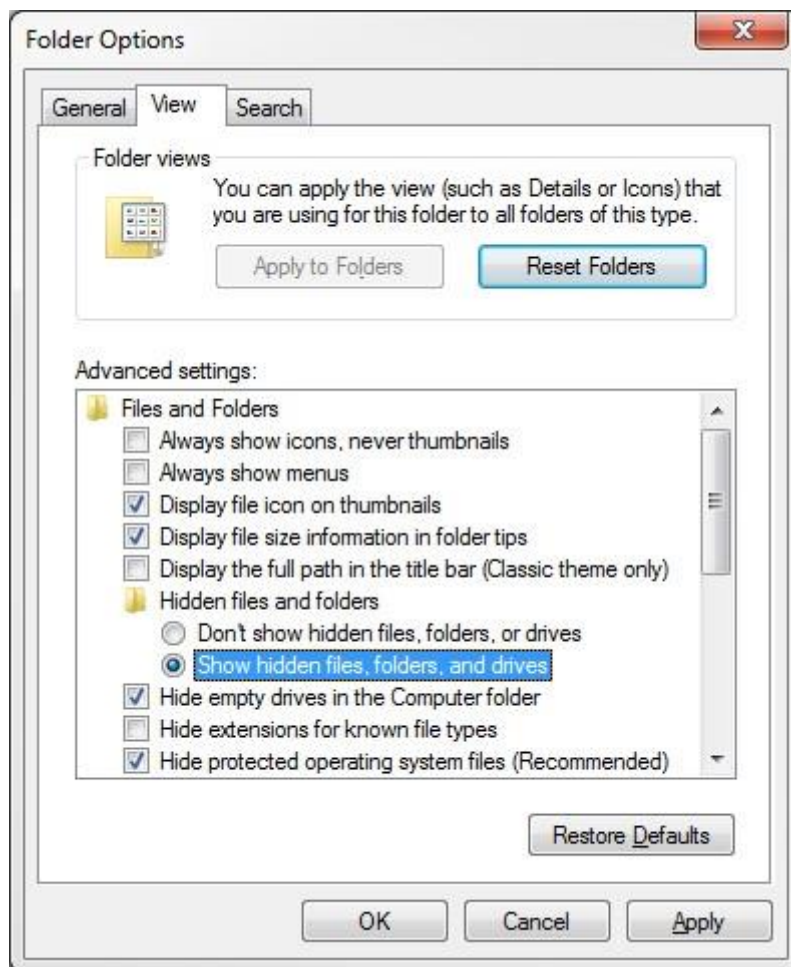 Folder Options
General
View
Search
Folder views
You can apply the view (such as Details or Icons) that
you are using for this folder to all folders of this type.
Apply to Folders
Reset Folders
Advanced settings:
Files and Folders
Always show icons, never thumbnails
Always show menus
Display file icon on thumbnails
Display file size information in folder tips
Display the full path in the title bar (Classic theme only)
Hidden files and folders
Don't show hidden files, folders, or drives
Show hidden files, folders, and drives
Hide empty drives in the Computer folder
Hide extensions for known file types
Hide protected operating system files (Recommended)
Restore Defaults
OK
Cancel
Apply